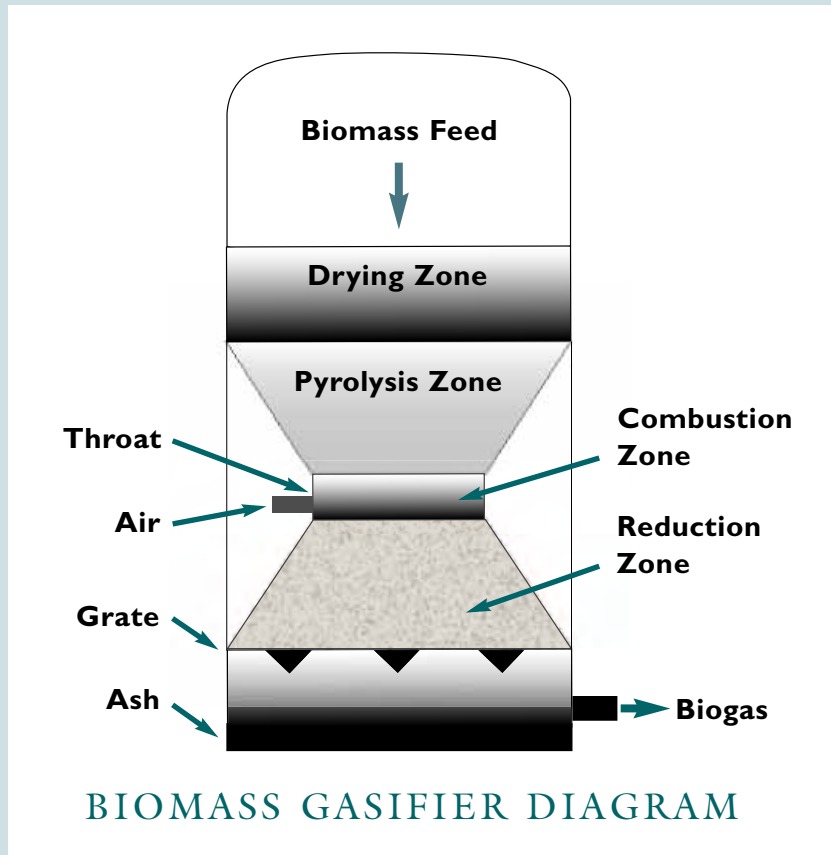 Biomass Feed
Drying Zone
Pyrolysis Zone
Throat
Combustion
Zone
Air
Reduction
Zone
Grate
Ash
Biogas
BIOMASS GASIFIER DIAGRAM